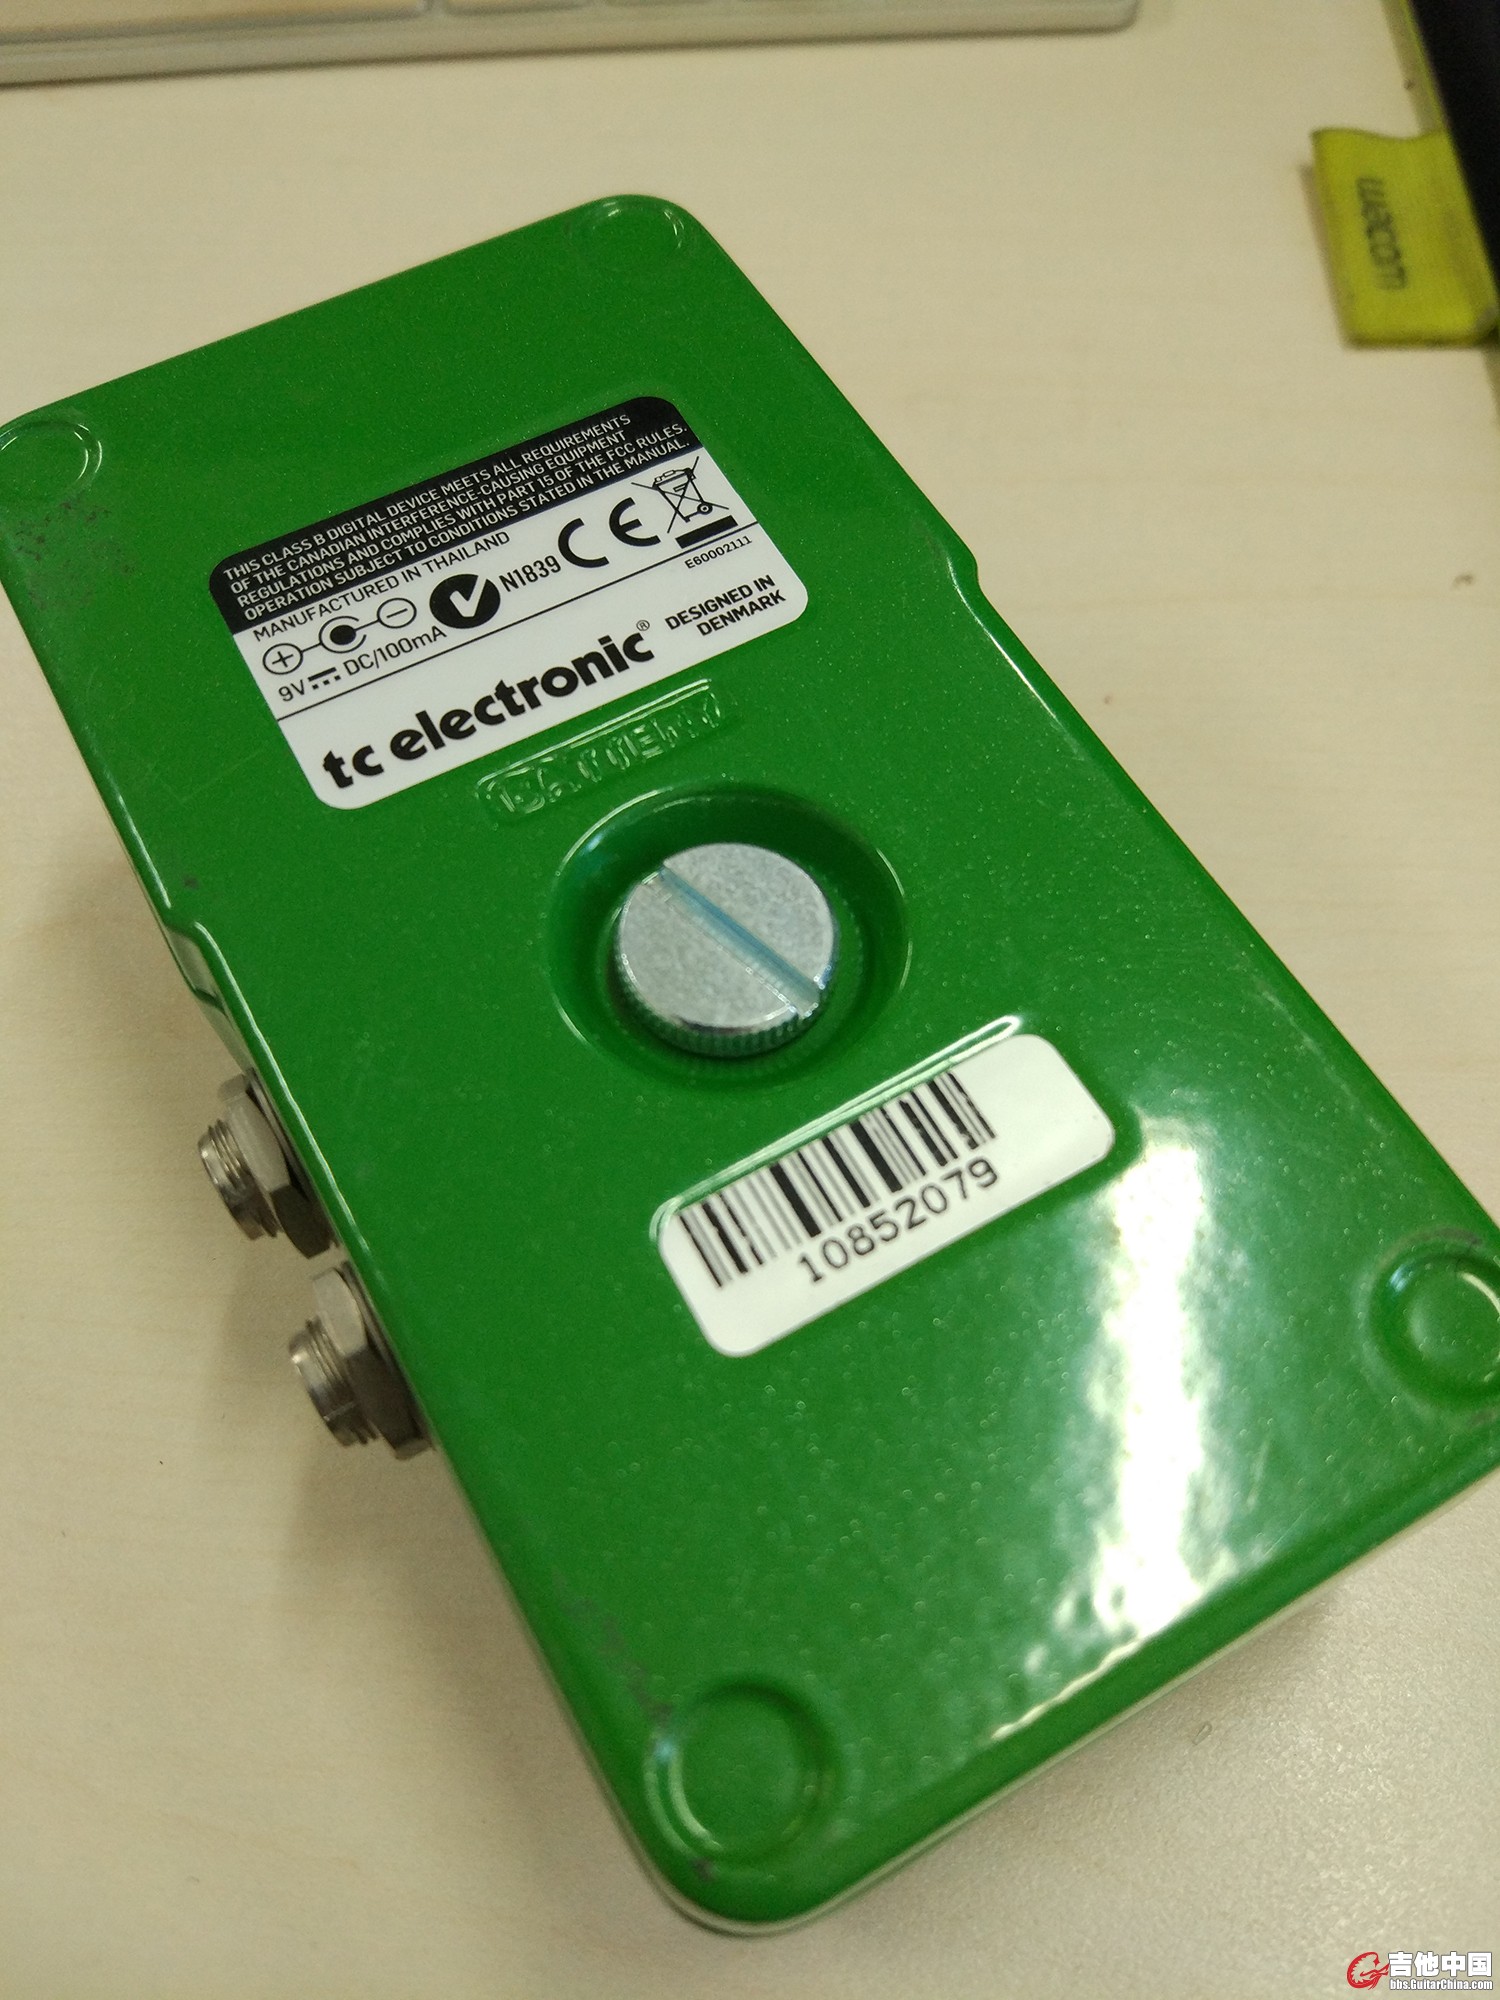 wacom
THIS CLASS B DIGITAL DEVICE MEETS ALL REQUIREMENTS
OF THE CANADIAN INTERFERENCE-CAUSING EQUIPMENT
REGULATIONS AND COMPLIES WITH PART 15 OF THE FCC RULES.
OPERATION SUBJECT TO CONDITIONS STATED IN THE MANUAL.
MANUFACTURED IN THAILAND
N1839
CE
9V DC/100mA
E60002111
tc electronic®
DESIGNED IN
DENMARK
BATTERY
10852079
吉他中国
bbs.GuitarChina.com